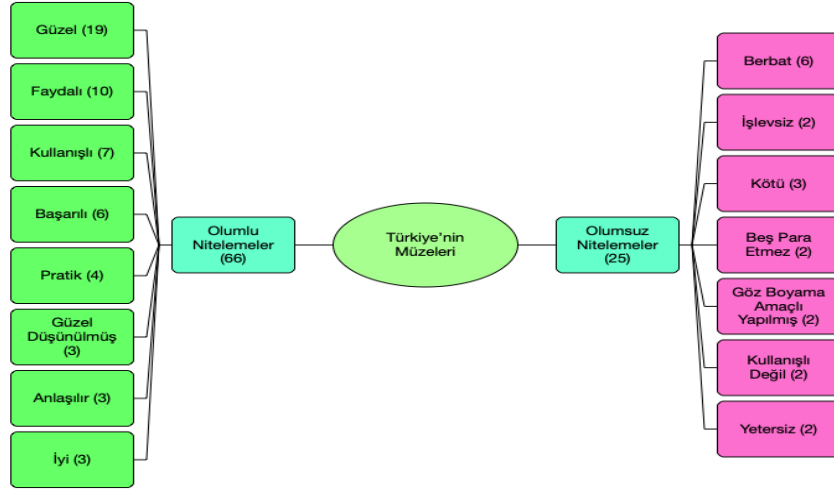 Güzel (19)
Faydalı (10)
Kullanışlı (7)
Başarılı (6)
Pratik (4)
Güzel
Düşünülmüş
(3)
Anlaşılır (3)
İyi (3)
Olumlu
Nitelemeler
(66)
Türkiye’nin
Müzeleri
Olumsuz
Nitelemeler
(25)
Berbat (6)
İşlevsiz (2)
Kötü (3)
Beş Para
Etmez (2)
Göz Boyama
Amaçlı
Yapılmış (2)
Kullanışlı
Değil (2)
Yetersiz (2)